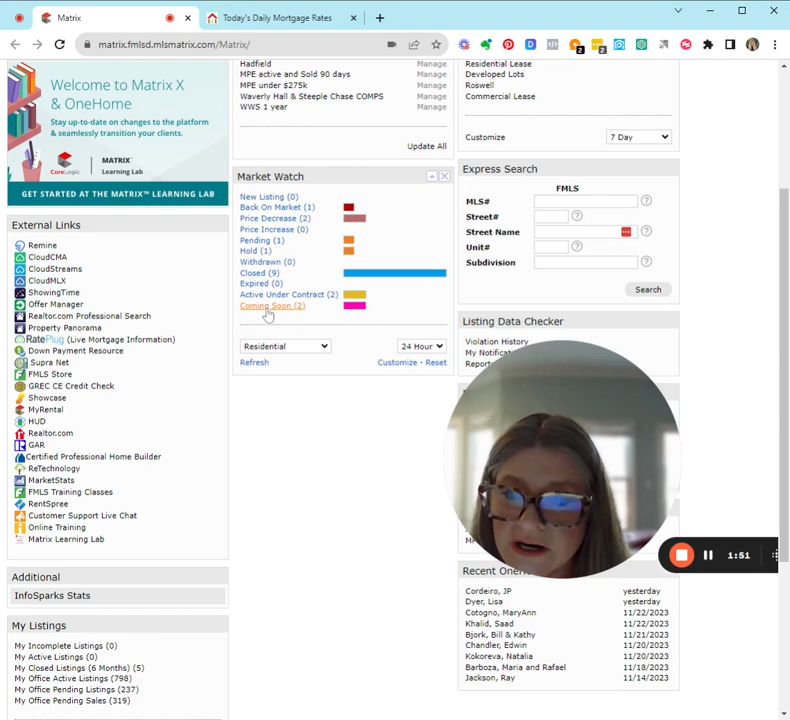 Matrix
Today's Daily Mortgage Rates
matrix.fmlsd.mlsmatrix.com/Matrix/
Welcome to Matrix X
& OneHome
Stay up-to-date on changes to the platform
& seamlessly transition your clients.
CoreLogic
MATRIX™
Learning Lab
GET STARTED AT THE MATRIX™ LEARNING LAB
External Links
Remine
CloudCMA
CloudStreams
CloudMLX
ShowingTime
Offer Manager
Realtor.com Professional Search
Property Panorama
RatePlug (Live Mortgage Information)
Down Payment Resource
Supra Net
FMLS Store
GREC CE Credit Check
Showcase
MyRental
HUD
Realtor.com
GAR
Certified Professional Home Builder
ReTechnology
MarketStats
FMLS Training Classes
RentSpree
Customer Support Live Chat
Online Training
Matrix Learning Lab
Additional
InfoSparks Stats
My Listings
My Incomplete Listings (0)
My Active Listings (0)
My Closed Listings (6 Months) (5)
My Office Active Listings (798)
My Office Pending Listings (237)
My Office Pending Sales (319)
Hadfield Manage
MPE active and Sold 90 days Manage
MPE under $275k Manage
Waverly Hall & Steeple Chase COMPS Manage
WWS 1 year Manage
Update All
Market Watch
New Listing (0)
Back On Market (1)
Price Decrease (2)
Price Increase (0)
Pending (1)
Hold (1)
Withdrawn (0)
Closed (9)
Expired (0)
Active Under Contract (2)
Coming Soon (2)
Residential
24 Hour
Refresh
Customize · Reset
Residential Lease
Developed Lots
Roswell
Commercial Lease
Customize
7 Day
Express Search
FMLS
MLS#
Street#
Street Name
Unit#
Subdivision
Search
Listing Data Checker
Violation History
My Notificat
Report
1:51
Recent One
Cordeiro, JP yesterday
Dyer, Lisa yesterday
Cotogno, MaryAnn 11/22/2023
Khalid, Saad 11/22/2023
Bjork, Bill & Kathy 11/21/2023
Chandler, Edwin 11/20/2023
Kokoreva, Natalia 11/20/2023
Barboza, Maria and Rafael 11/18/2023
Jackson, Ray 11/14/2023